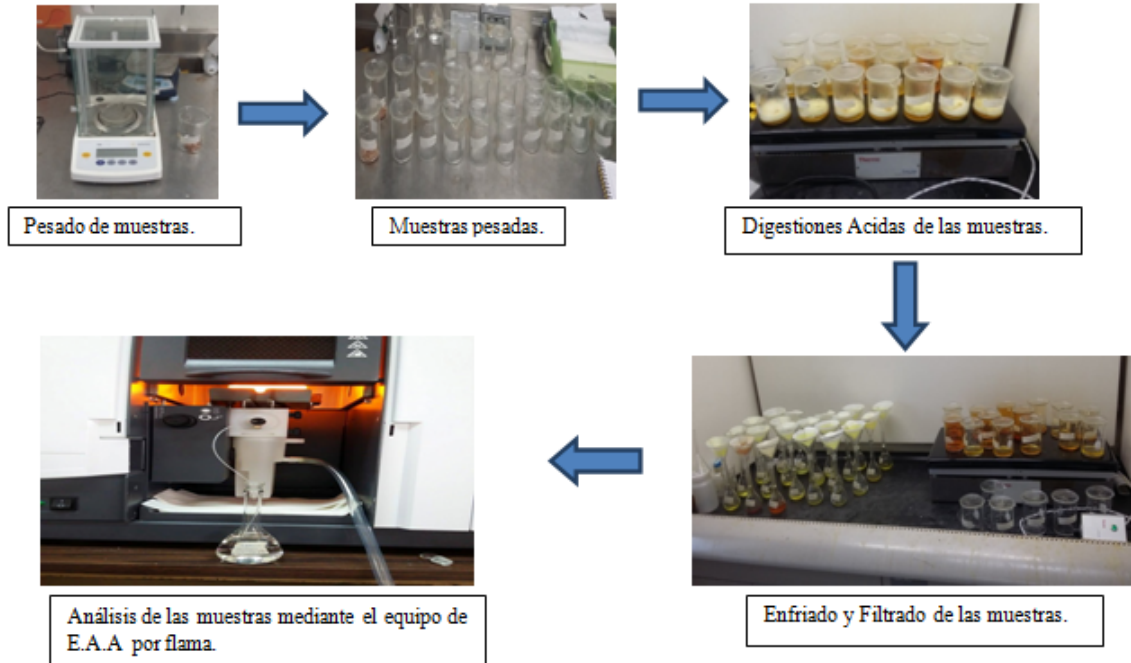 Pesado de muestras.
Muestras pesadas.
Digestiones Acidas de las muestras.
Enfriado y Filtrado de las muestras.
Análisis de las muestras mediante el equipo de
E.A.A por flama.